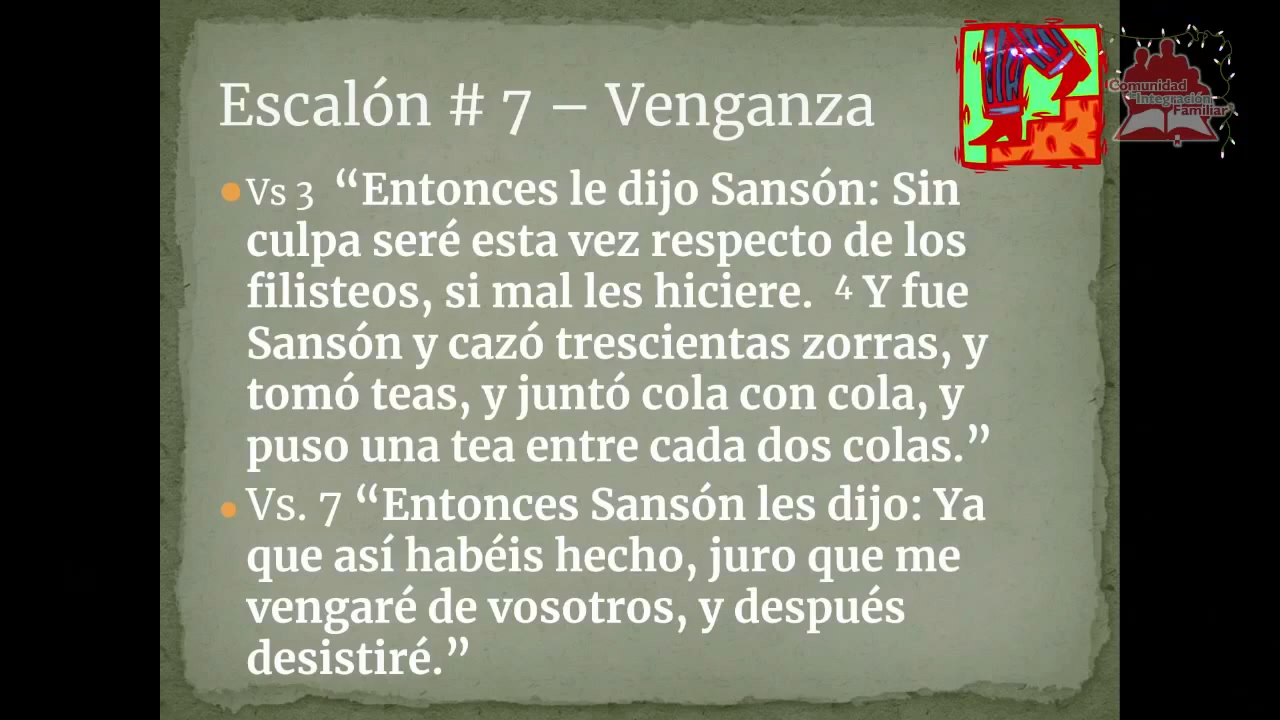 Escalón # 7 – Venganza
Comunidad
"Integración
Familiar"
●Vs 3 “Entonces le dijo Sansón: Sin
culpa seré esta vez respecto de los
filisteos, si mal les hiciere. 4 Y fue
Sansón y cazó trescientas zorras, y
tomó teas, y juntó cola con cola, y
puso una tea entre cada dos colas.”
●Vs. 7 “Entonces Sansón les dijo: Ya
que así habéis hecho, juro que me
vengaré de vosotros, y después
desistiré.”